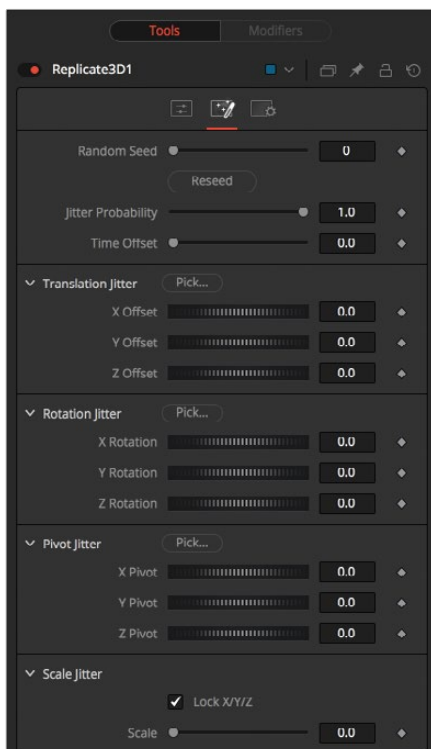 Tools Modifiers
Replicate3D1
Random Seed 0
Reseed
Jitter Probability 1.0
Time Offset 0.0
Translation Jitter Pick...
X Offset 0.0
Y Offset 0.0
Z Offset 0.0
Rotation Jitter Pick...
X Rotation 0.0
Y Rotation 0.0
Z Rotation 0.0
Pivot Jitter Pick...
X Pivot 0.0
Y Pivot 0.0
Z Pivot 0.0
Scale Jitter
Lock X/Y/Z
Scale 0.0